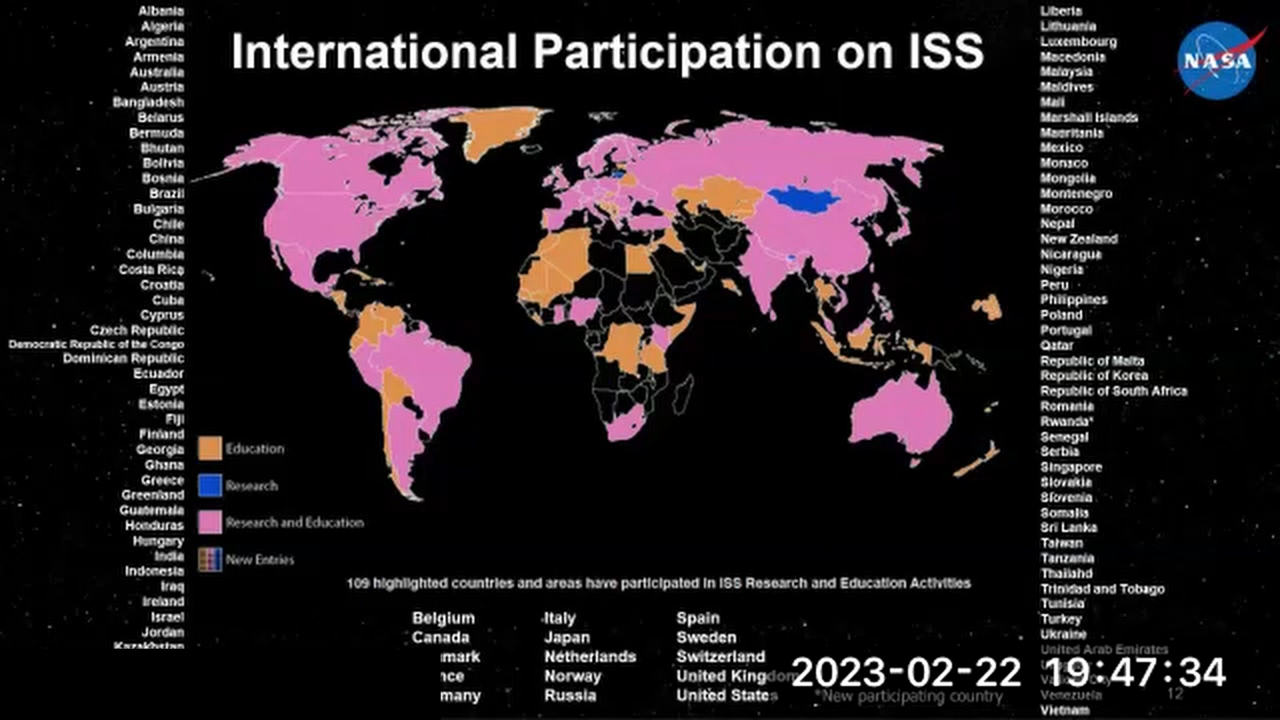 International Participation on ISS
NASA
Albania
Algeria
Argentina
Armenia
Australia
Austria
Bangladesh
Belarus
Bermuda
Bhutan
Bolivia
Bosnia
Brazil
Bulgaria
Chile
China
Columbia
Costa Rica
Croatia
Cuba
Cyprus
Czech Republic
Democratic Republic of the Congo
Dominican Republic
Ecuador
Egypt
Estonia
Fiji
Finland
Georgia
Ghana
Greece
Greenland
Guatemala
Honduras
Hungary
India
Indonesia
Iraq
Ireland
Israel
Jordan
Kazakhstan
Education
Research
Research and Education
New Entries
109 highlighted countries and areas have participated in ISS Research and Education Activities
Belgium Italy Spain
Canada Japan Sweden
mark Netherlands Switzerland
nce Norway United Kingdom
many Russia United States
Liberia
Lithuania
Luxembourg
Macedonia
Malaysia
Maldives
Mali
Marshall Islands
Mauritania
Mexico
Monaco
Mongolia
Montenegro
Morocco
Nepal
New Zealand
Nicaragua
Nigeria
Peru
Philippines
Poland
Portugal
Qatar
Republic of Malta
Republic of Korea
Republic of South Africa
Romania
Rwanda*
Senegal
Serbia
Singapore
Slovakia
Slovenia
Somalia
Sri Lanka
Taiwan
Tanzania
Thailand
Trinidad and Tobago
Tunisia
Turkey
Ukraine
United Arab Emirates
Venezuela
Vietnam
2023-02-22 19:47:34
*New participating country
12